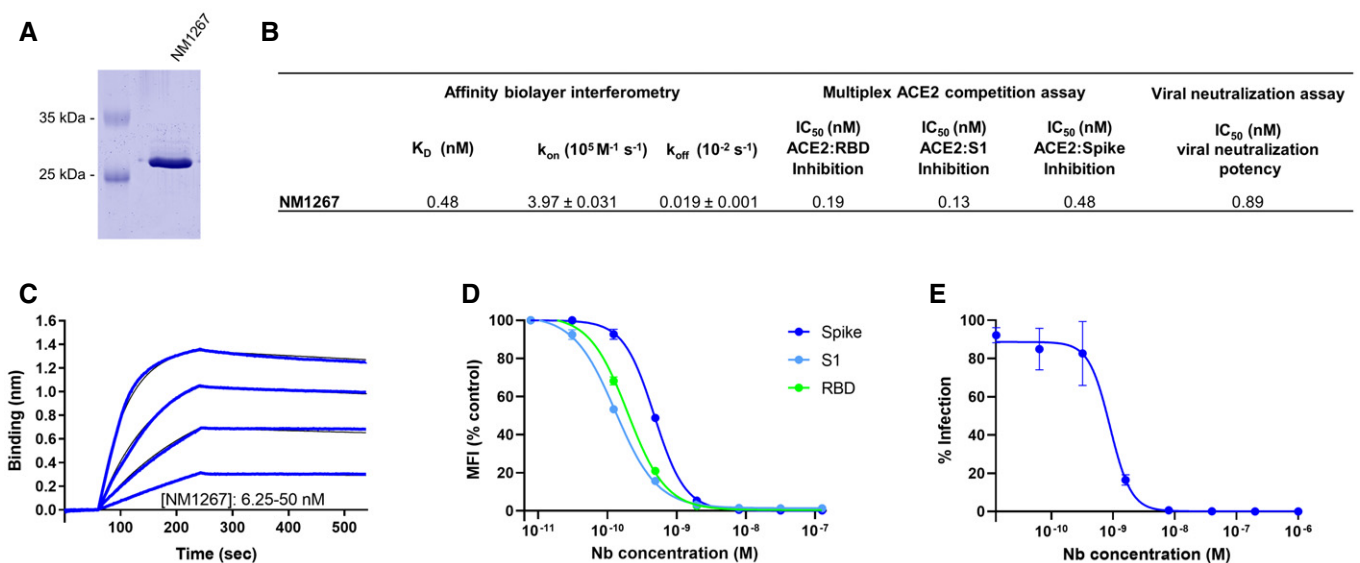 A
NM1267
35 kDa -
25 kDa -
B
Affinity biolayer interferometry
Multiplex ACE2 competition assay
Viral neutralization assay
K_D (nM)
k_on (10^5 M^-1 s^-1)
k_off (10^-2 s^-1)
IC_50 (nM)
ACE2:RBD
Inhibition
IC_50 (nM)
ACE2:S1
Inhibition
IC_50 (nM)
ACE2:Spike
Inhibition
IC_50 (nM)
viral neutralization
potency
NM1267 0.48 3.97 ± 0.031 0.019 ± 0.001 0.19 0.13 0.48 0.89
C
Binding (nm)
1.6
1.4
1.2
1.0
0.8
0.6
0.4
0.2
0.0
[NM1267]: 6.25-50 nM
100 200 300 400 500
Time (sec)
D
MFI (% control)
100
80
60
40
20
0
Spike
S1
RBD
10^-11 10^-10 10^-9 10^-8 10^-7
Nb concentration (M)
E
% Infection
100
80
60
40
20
0
10^-10 10^-9 10^-8 10^-7 10^-6
Nb concentration (M)